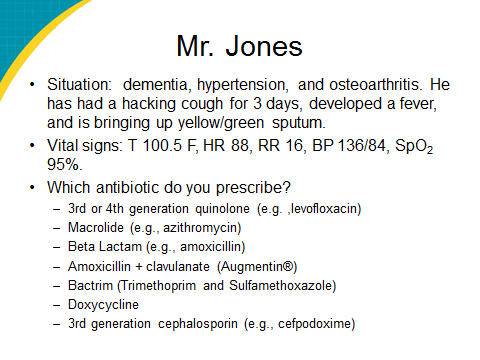 Mr. Jones
• Situation: dementia, hypertension, and osteoarthritis. He
has had a hacking cough for 3 days, developed a fever,
and is bringing up yellow/green sputum.
• Vital signs: T 100.5 F, HR 88, RR 16, BP 136/84, SpO₂
95%.
• Which antibiotic do you prescribe?
– 3rd or 4th generation quinolone (e.g. ,levofloxacin)
– Macrolide (e.g., azithromycin)
– Beta Lactam (e.g., amoxicillin)
– Amoxicillin + clavulanate (Augmentin®)
– Bactrim (Trimethoprim and Sulfamethoxazole)
– Doxycycline
– 3rd generation cephalosporin (e.g., cefpodoxime)